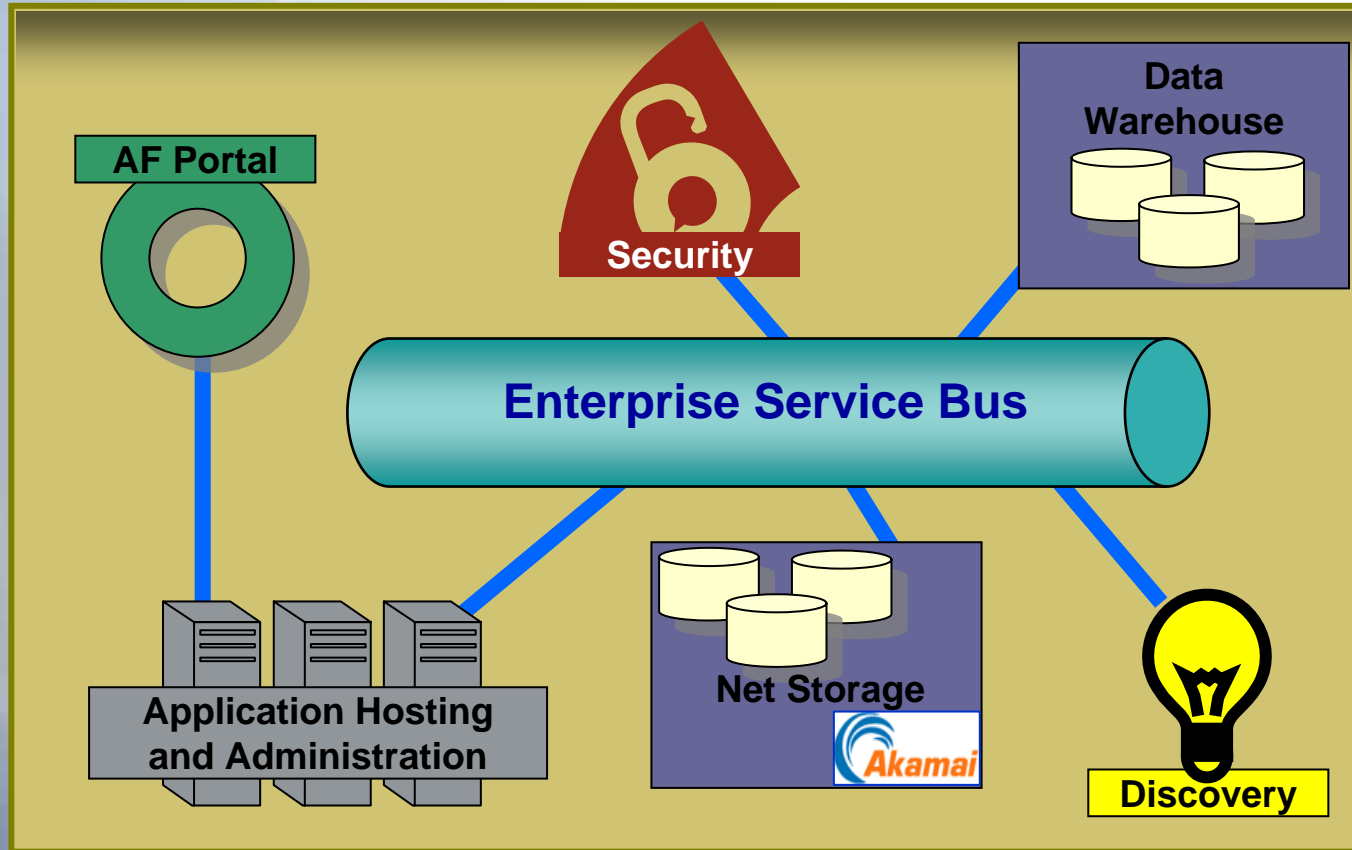 AF Portal
Security
Data
Warehouse
Enterprise Service Bus
Application Hosting
and Administration
Net Storage
Akamai
Discovery